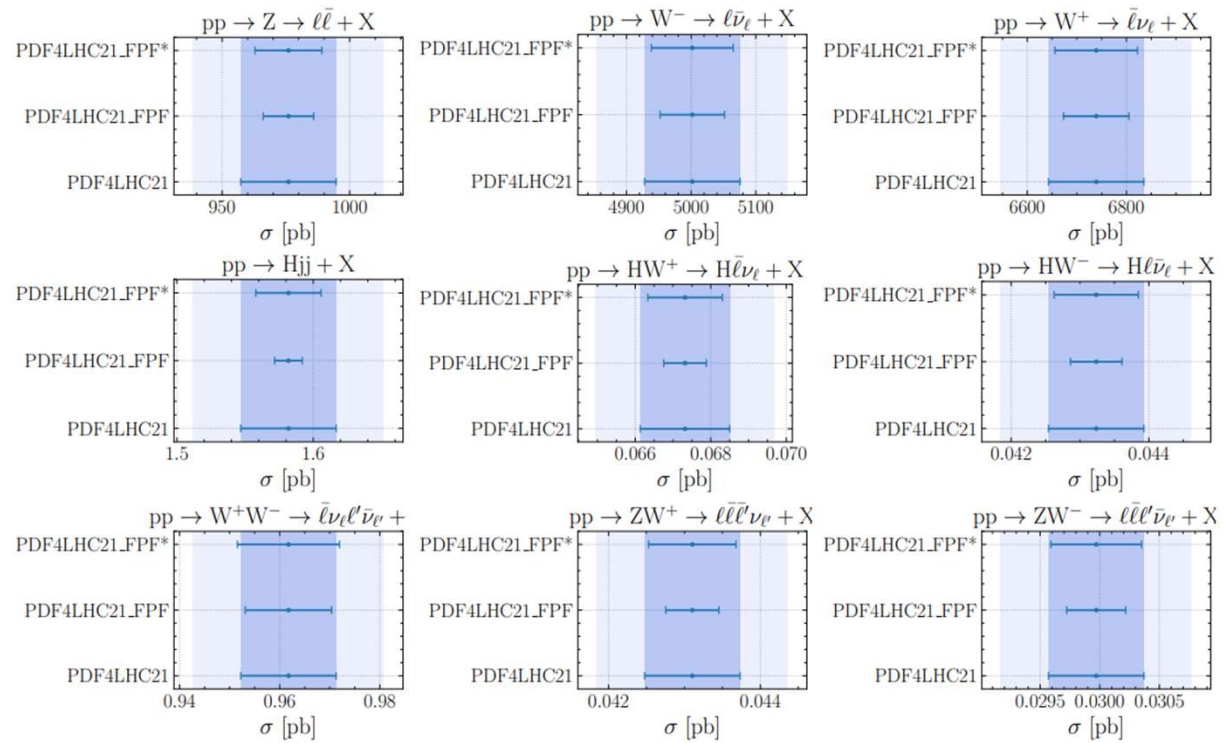 pp → Z → ℓℓ̄ + X
PDF4LHC21_FPF*
PDF4LHC21_FPF
PDF4LHC21
950 1000
σ [pb]
pp → W⁻ → ℓν̄ℓ + X
PDF4LHC21_FPF*
PDF4LHC21_FPF
PDF4LHC21
4900 5000 5100
σ [pb]
pp → W⁺ → ℓ̄νℓ + X
PDF4LHC21_FPF*
PDF4LHC21_FPF
PDF4LHC21
6600 6800
σ [pb]
pp → Hjj + X
PDF4LHC21_FPF*
PDF4LHC21_FPF
PDF4LHC21
1.5 1.6
σ [pb]
pp → HW⁺ → Hℓ̄νℓ + X
PDF4LHC21_FPF*
PDF4LHC21_FPF
PDF4LHC21
0.066 0.068 0.070
σ [pb]
pp → HW⁻ → Hℓν̄ℓ + X
PDF4LHC21_FPF*
PDF4LHC21_FPF
PDF4LHC21
0.042 0.044
σ [pb]
pp → W⁺W⁻ → ℓ̄νℓℓ′ν̄ℓ′ +
PDF4LHC21_FPF*
PDF4LHC21_FPF
PDF4LHC21
0.94 0.96 0.98
σ [pb]
pp → ZW⁺ → ℓℓ̄ℓ̄′νℓ′ + X
PDF4LHC21_FPF*
PDF4LHC21_FPF
PDF4LHC21
0.042 0.044
σ [pb]
pp → ZW⁻ → ℓℓ̄ℓ′ν̄ℓ′ + X
PDF4LHC21_FPF*
PDF4LHC21_FPF
PDF4LHC21
0.0295 0.0300 0.0305
σ [pb]